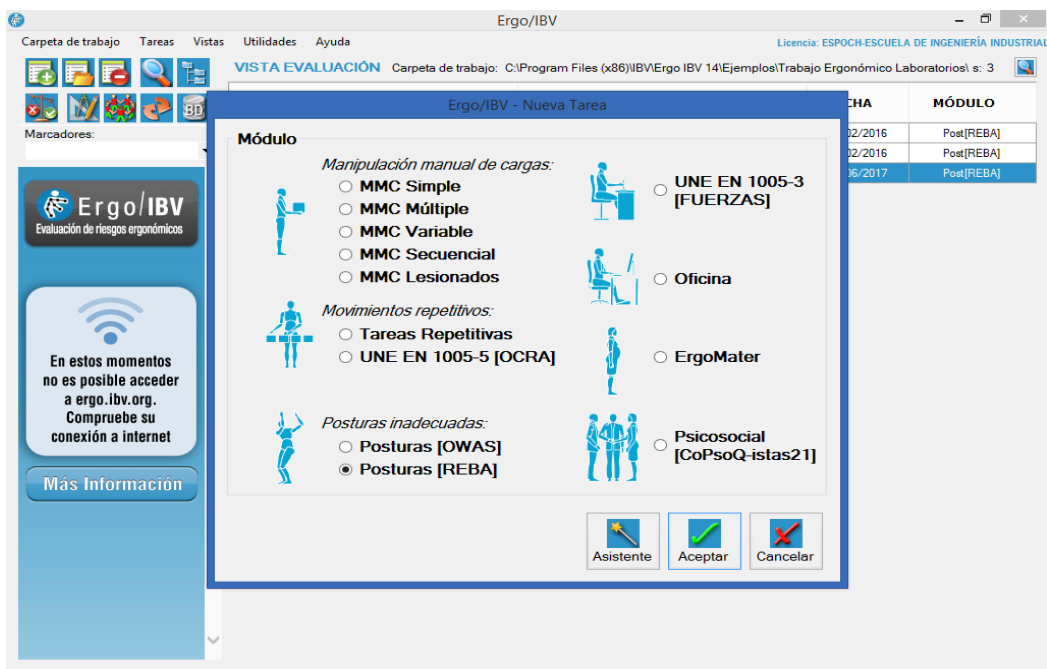 Ergo/IBV
Carpeta de trabajo Tareas Vistas Utilidades Ayuda
Licencia: ESPOCH-ESCUELA DE INGENIERÍA INDUSTRIAL
VISTA EVALUACIÓN Carpeta de trabajo: C:\Program Files (x86)\IBV\Ergo IBV 14\Ejemplos\Trabajo Ergonómico Laboratorios\ s: 3
BD
Marcadores:
CHA MÓDULO
02/2016 Post[REBA]
02/2016 Post[REBA]
06/2017 Post[REBA]
Ergo/IBV
Evaluación de riesgos ergonómicos
En estos momentos
no es posible acceder
a ergo.ibv.org.
Compruebe su
conexión a internet
Más Información
Ergo/IBV - Nueva Tarea
Módulo
Manipulación manual de cargas:
MMC Simple
MMC Múltiple
MMC Variable
MMC Secuencial
MMC Lesionados
Movimientos repetitivos:
Tareas Repetitivas
UNE EN 1005-5 [OCRA]
Posturas inadecuadas:
Posturas [OWAS]
Posturas [REBA]
UNE EN 1005-3
[FUERZAS]
Oficina
ErgoMater
Psicosocial
[CoPsoQ-istas21]
Asistente Aceptar Cancelar